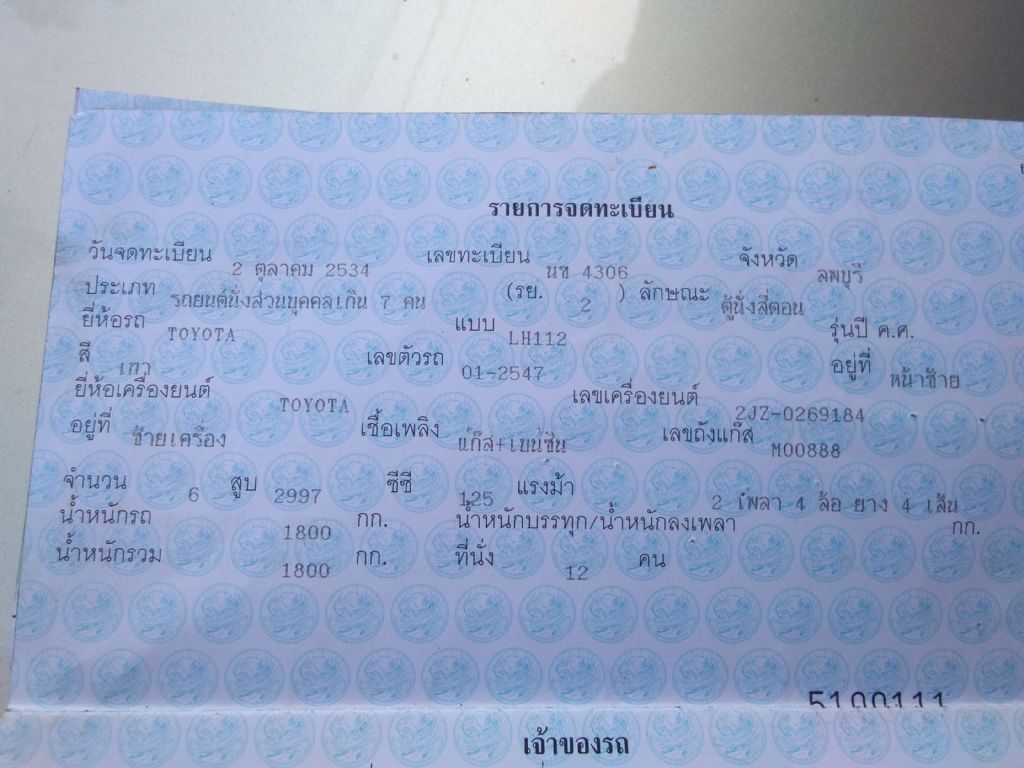 รายการจดทะเบียน
วันจดทะเบียน 2 ตุลาคม 2534 เลขทะเบียน นข 4306 จังหวัด ลพบุรี
ประเภท รถยนต์นั่งส่วนบุคคลเกิน 7 คน (รย. 2 ) ลักษณะ ตู้นั่งสี่ตอน
ยี่ห้อรถ TOYOTA แบบ LH112 รุ่นปี ค.ศ.
สี เทา เลขตัวรถ 01-2547 อยู่ที่ หน้าซ้าย
ยี่ห้อเครื่องยนต์ TOYOTA เลขเครื่องยนต์ 2JZ-0269184
อยู่ที่ ซ้ายเครื่อง เชื้อเพลิง แก๊ส+เบนซิน เลขถังแก๊ส M00888
จำนวน 6 สูบ 2997 ซีซี 125 แรงม้า 2 เพลา 4 ล้อ ยาง 4 เส้น
น้ำหนักรถ 1800 กก. น้ำหนักบรรทุก/น้ำหนักลงเพลา กก.
น้ำหนักรวม 1800 กก. ที่นั่ง 12 คน
5100111
เจ้าของรถ